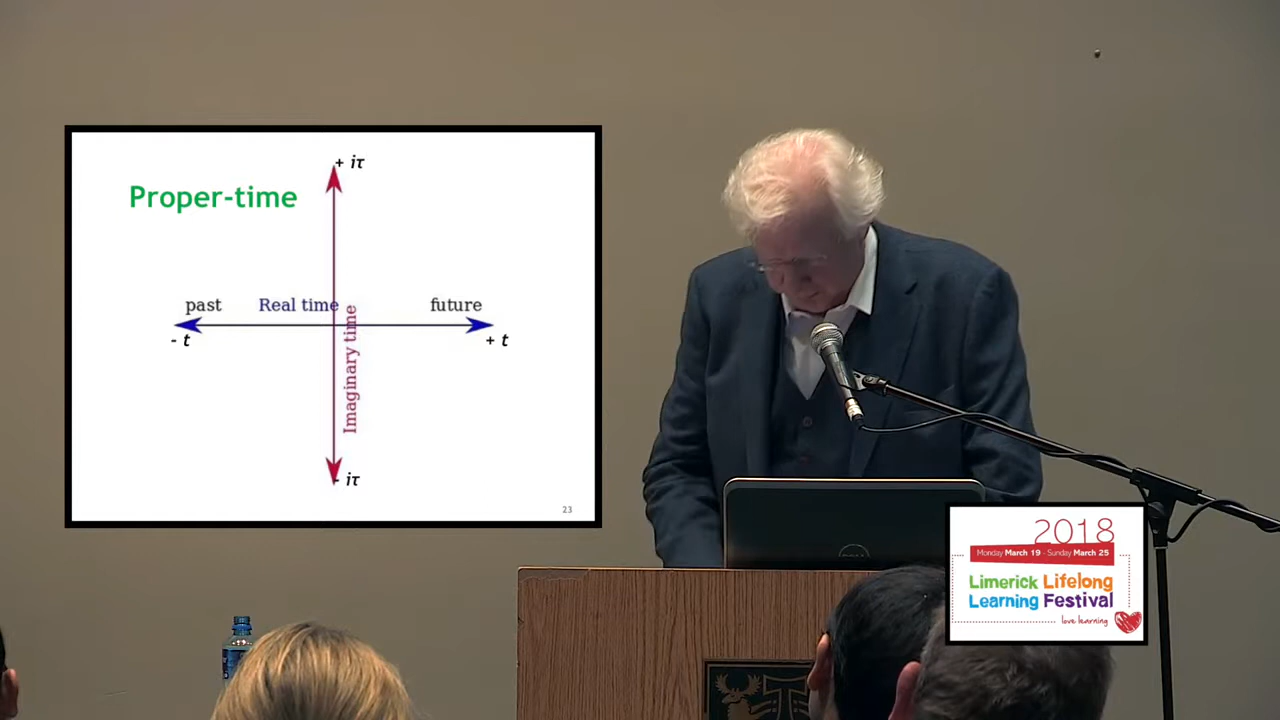 + iτ
Proper-time
past
Real time
future
- t
+ t
Imaginary time
- iτ
23
2018
Monday March 19 - Sunday March 25
Limerick Lifelong
Learning Festival
love learning
DELL